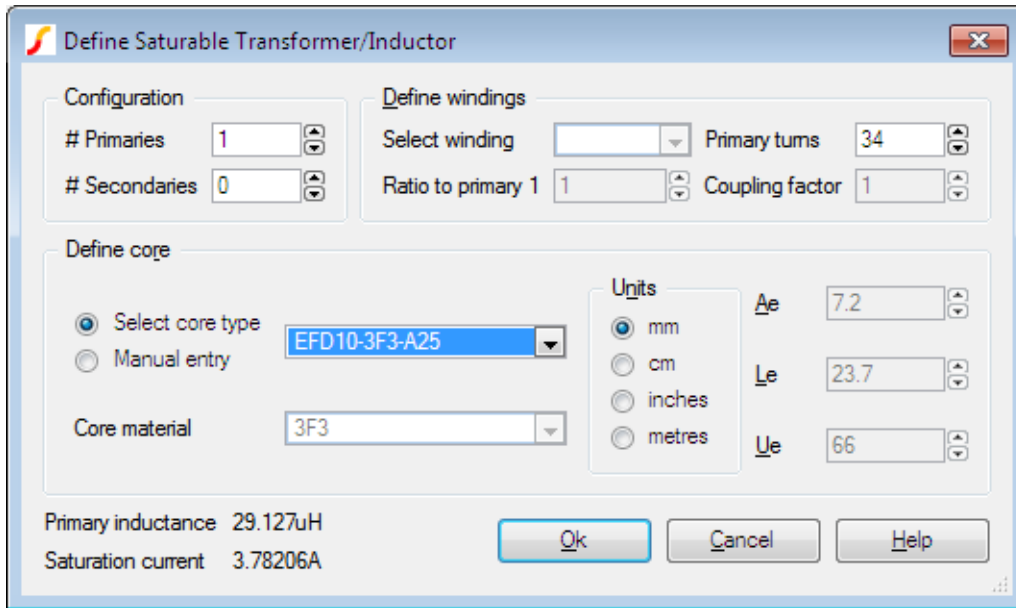 Define Saturable Transformer/Inductor
Configuration
# Primaries 1
# Secondaries 0
Define windings
Select winding Primary turns 34
Ratio to primary 1 1 Coupling factor 1
Define core
Select core type EFD10-3F3-A25
Manual entry
Core material 3F3
Units
mm
cm
inches
metres
Ae 7.2
Le 23.7
Ue 66
Primary inductance 29.127uH
Saturation current 3.78206A
Ok Cancel Help